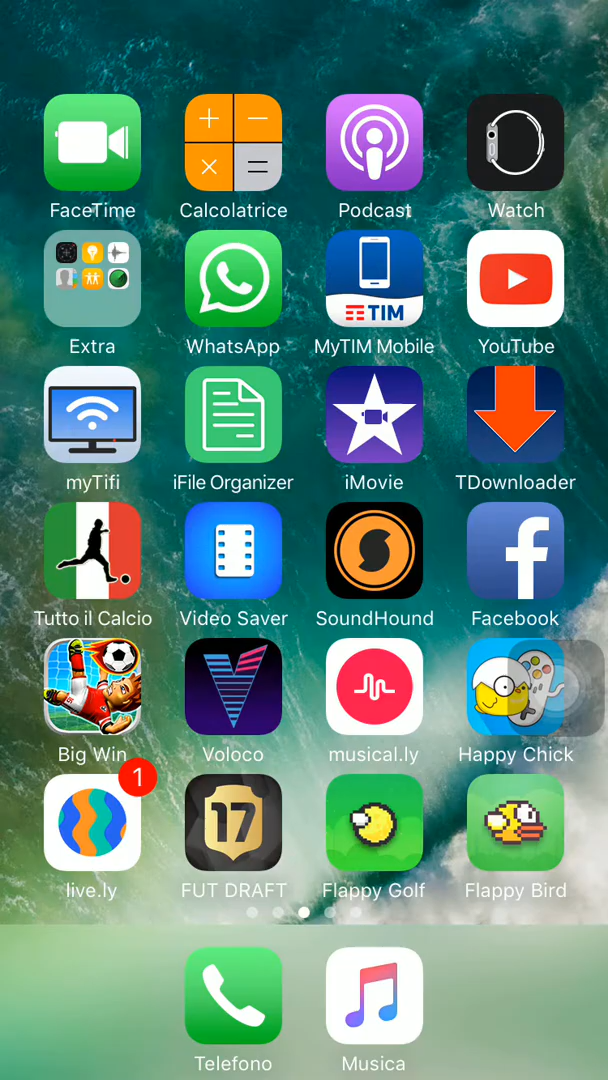 FaceTime
Calcolatrice
Podcast
Watch
TIM
Extra
WhatsApp
MyTIM Mobile
YouTube
myTifi
iFile Organizer
iMovie
TDownloader
Tutto il Calcio
Video Saver
SoundHound
Facebook
Big Win
Voloco
musical.ly
Happy Chick
1
17
live.ly
FUT DRAFT
Flappy Golf
Flappy Bird
Telefono
Musica